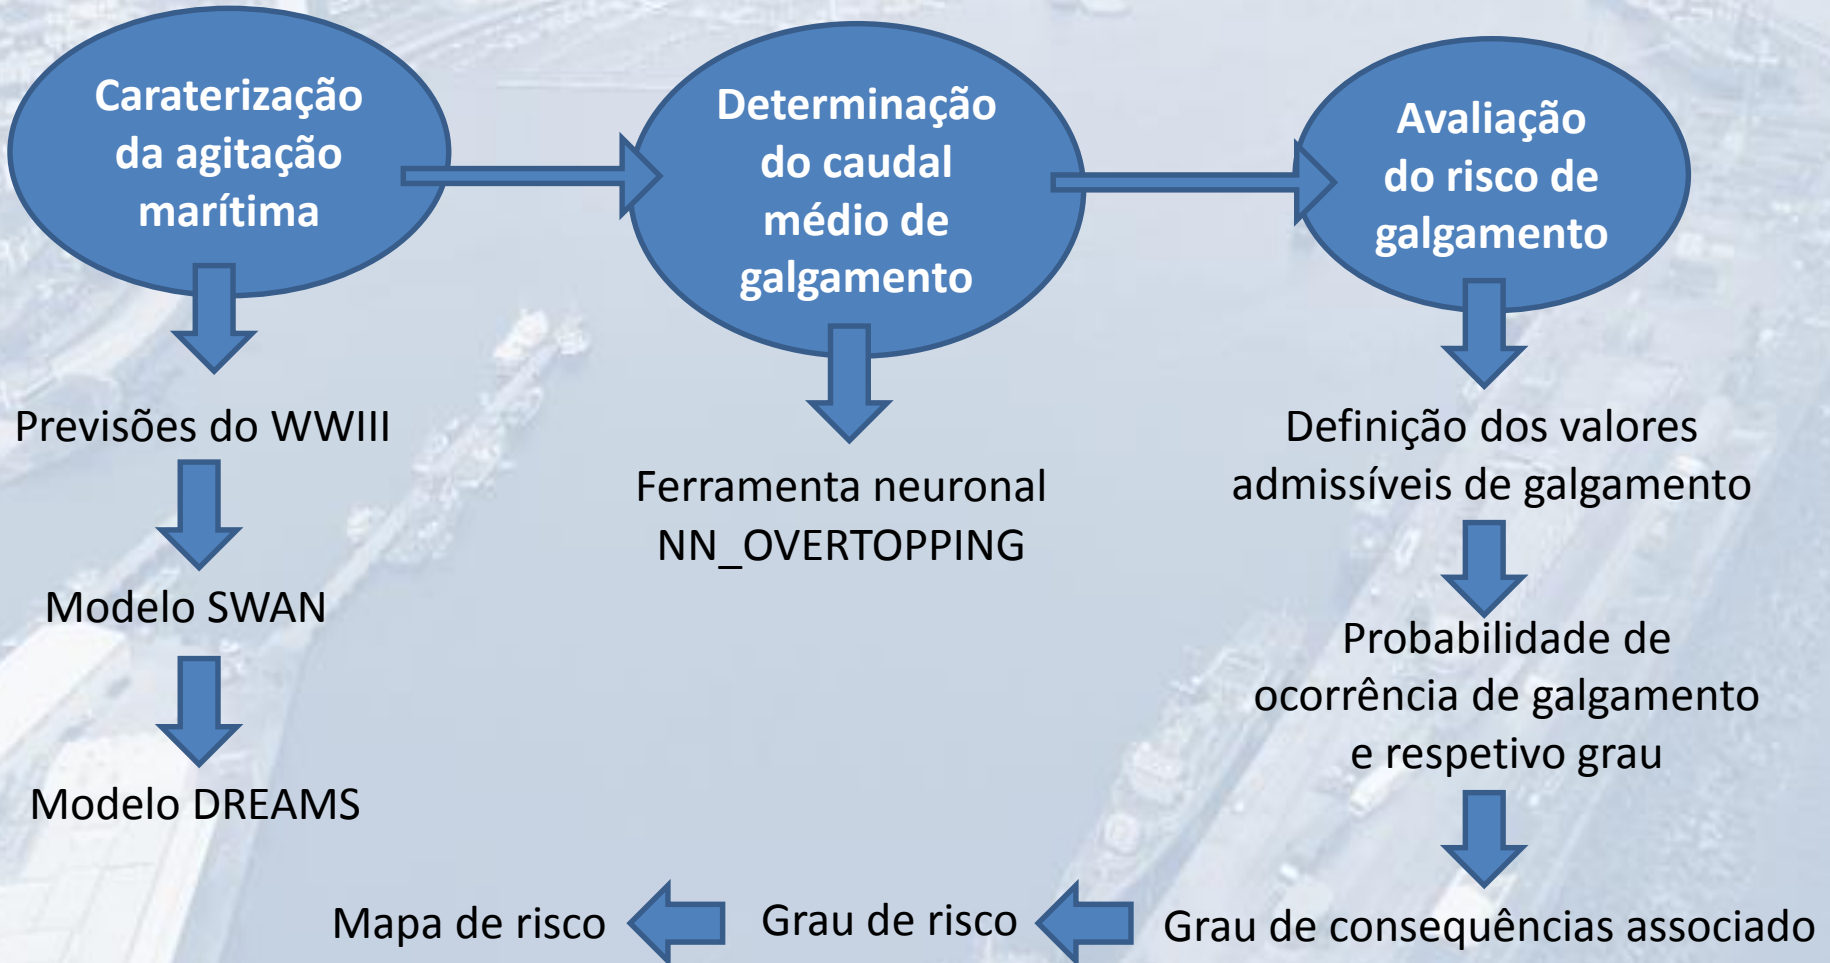 Caraterização
da agitação
marítima
Determinação
do caudal
médio de
galgamento
Avaliação
do risco de
galgamento
Previsões do WWIII
Modelo SWAN
Modelo DREAMS
Ferramenta neuronal
NN_OVERTOPPING
Definição dos valores
admissíveis de galgamento
Probabilidade de
ocorrência de galgamento
e respetivo grau
Grau de consequências associado
Grau de risco
Mapa de risco